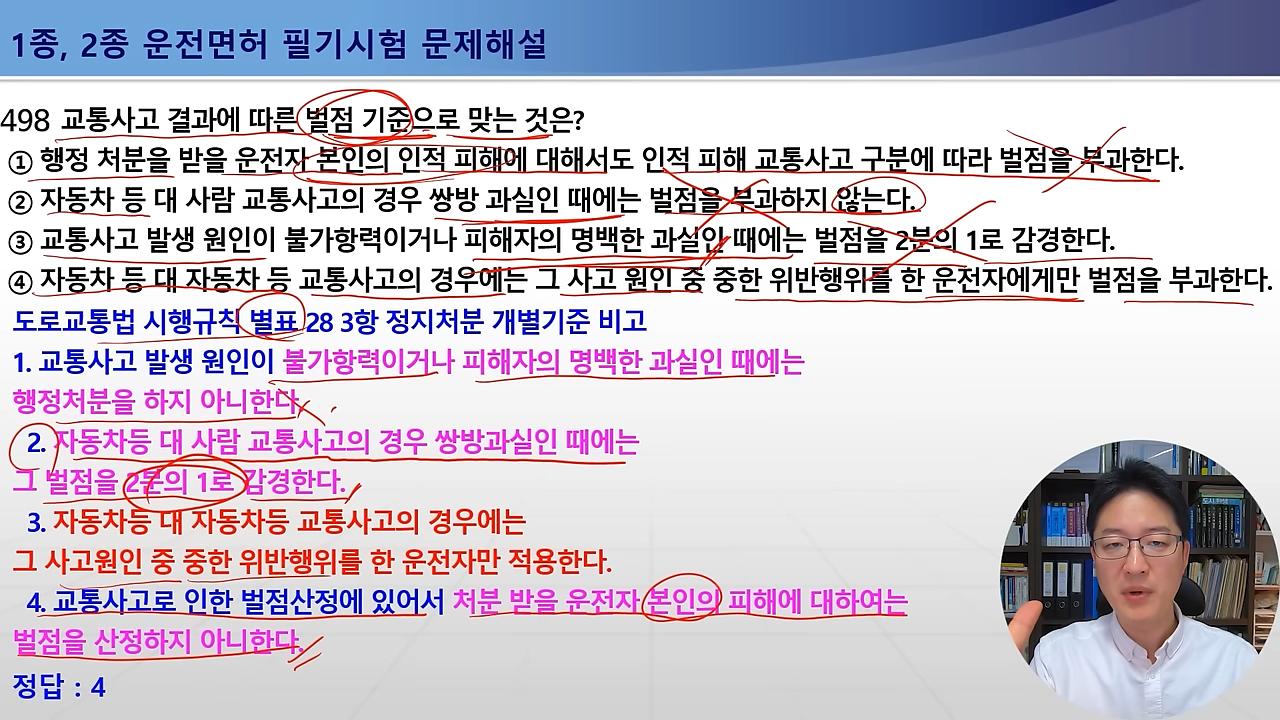 1종, 2종 운전면허 필기시험 문제해설
498 교통사고 결과에 따른 벌점 기준으로 맞는 것은?
① 행정 처분을 받을 운전자 본인의 인적 피해에 대해서도 인적 피해 교통사고 구분에 따라 벌점을 부과한다.
② 자동차 등 대 사람 교통사고의 경우 쌍방 과실인 때에는 벌점을 부과하지 않는다.
③ 교통사고 발생 원인이 불가항력이거나 피해자의 명백한 과실인 때에는 벌점을 2분의 1로 감경한다.
④ 자동차 등 대 자동차 등 교통사고의 경우에는 그 사고 원인 중 중한 위반행위를 한 운전자에게만 벌점을 부과한다.
도로교통법 시행규칙 별표 28 3항 정지처분 개별기준 비고
1. 교통사고 발생 원인이 불가항력이거나 피해자의 명백한 과실인 때에는
행정처분을 하지 아니한다.
2. 자동차등 대 사람 교통사고의 경우 쌍방과실인 때에는
그 벌점을 2분의 1로 감경한다.
3. 자동차등 대 자동차등 교통사고의 경우에는
그 사고원인 중 중한 위반행위를 한 운전자만 적용한다.
4. 교통사고로 인한 벌점산정에 있어서 처분 받을 운전자 본인의 피해에 대하여는
벌점을 산정하지 아니한다.
정답 : 4